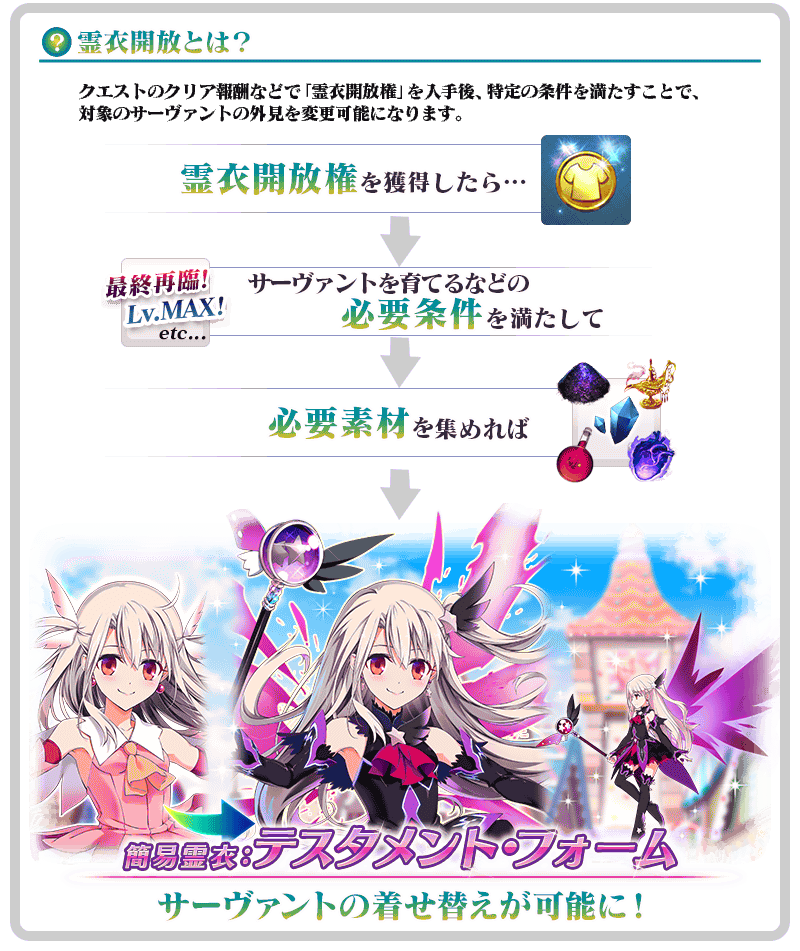 霊衣開放とは？
クエストのクリア報酬などで「霊衣開放権」を入手後、特定の条件を満たすことで、
対象のサーヴァントの外見を変更可能になります。
霊衣開放権を獲得したら…
最終再臨！
Lv.MAX！
etc…
サーヴァントを育てるなどの
必要条件を満たして
必要素材を集めれば
簡易霊衣：テスタメント・フォーム
サーヴァントの着せ替えが可能に！